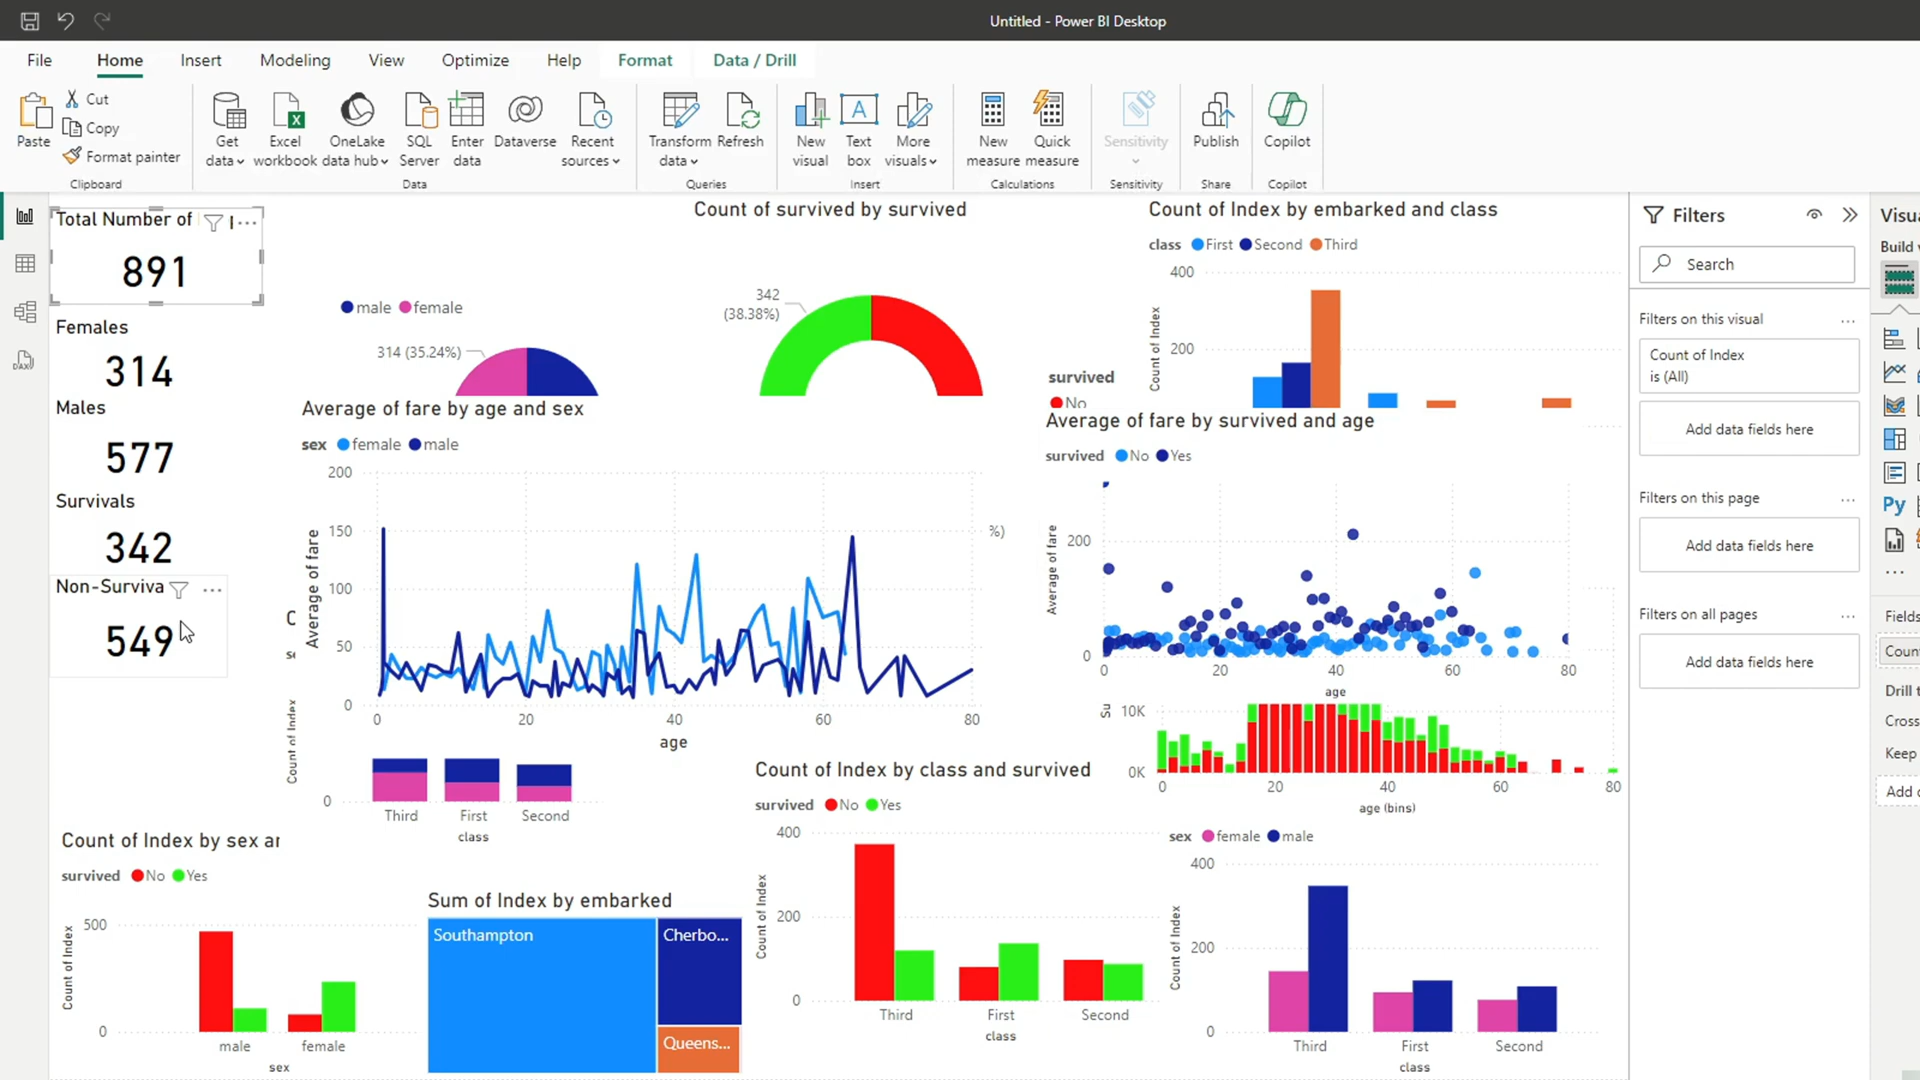 Untitled - Power BI Desktop
File Home Insert Modeling View Optimize Help Format Data / Drill
Paste
Cut
Copy
Format painter
Clipboard
Get data
Excel workbook
OneLake data hub
SQL Server
Enter data
Dataverse
Recent sources
Data
Transform data
Refresh
Queries
New visual
Text box
More visuals
Insert
New measure
Quick measure
Calculations
Sensitivity
Sensitivity
Publish
Share
Copilot
Copilot
Total Number of
891
Females
314
Males
577
Survivals
342
Non-Surviva
549
male female
314 (35.24%)
Count of survived by survived
342
(38.38%)
survived
No
Count of Index by embarked and class
class First Second Third
Count of Index
400
200
Average of fare by age and sex
sex female male
Average of fare
200
150
100
50
0
0 20 40 60 80
age
%)
Average of fare by survived and age
survived No Yes
Average of fare
200
0
0 20 40 60 80
age
Su
10K
0K
0 20 40 60 80
age (bins)
C
Count of Index
0
Third First Second
class
Count of Index by sex ar
survived No Yes
Count of Index
500
0
male female
sex
Sum of Index by embarked
Southampton
Cherbo...
Queens...
Count of Index by class and survived
survived No Yes
Count of Index
400
200
0
Third First Second
class
sex female male
Count of Index
400
200
0
Third First Second
class
Filters
Search
Filters on this visual
Count of Index
is (All)
Add data fields here
Filters on this page
Add data fields here
Filters on all pages
Add data fields here
Visua
Build v
Py
Fields
Coun
Drill t
Cross
Keep
Add d